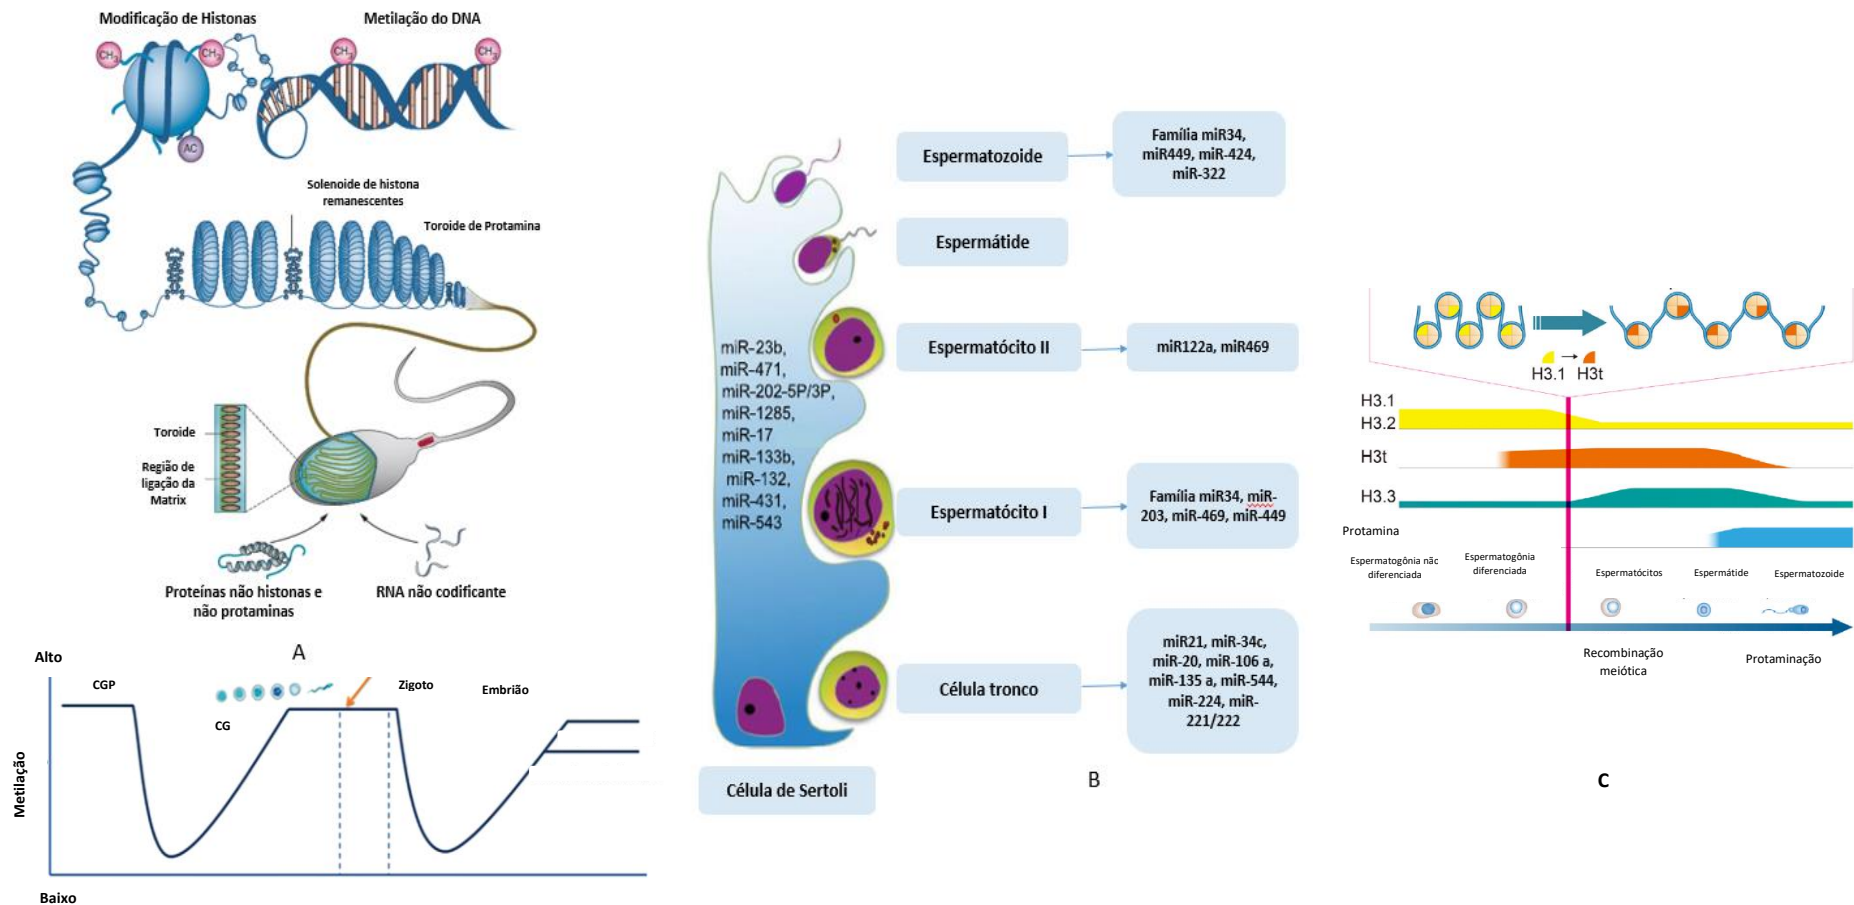 Modificação de Histonas
Metilação do DNA
CH3
CH3
CH3
CH3
AC
Solenoide de histona
remanescentes
Toroide de Protamina
Toroide
Região de
ligação da
Matrix
Proteínas não histonas e
não protaminas
RNA não codificante
A
Alto
CGP
CG
Zigoto
Embrião
Metilação
Baixo
Espermatozoide
Família miR34,
miR449, miR-424,
miR-322
Espermátide
Espermatócito II
miR122a, miR469
miR-23b,
miR-471,
miR-202-5P/3P,
miR-1285,
miR-17
miR-133b,
miR-132,
miR-431,
miR-543
Espermatócito I
Família miR34, miR-
203, miR-469, miR-449
Célula tronco
miR21, miR-34c,
miR-20, miR-106 a,
miR-135 a, miR-544,
miR-224, miR-
221/222
Célula de Sertoli
B
H3.1 → H3t
H3.1
H3.2
H3t
H3.3
Protamina
Espermatogônia não
diferenciada
Espermatogônia
diferenciada
Espermatócitos
Espermátide
Espermatozoide
Recombinação
meiótica
Protaminação
C